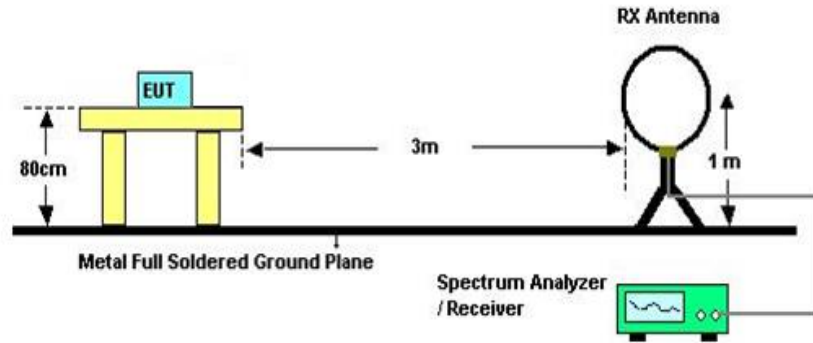 RX Antenna
EUT
3m
80cm
1 m
Metal Full Soldered Ground Plane
Spectrum Analyzer
/ Receiver